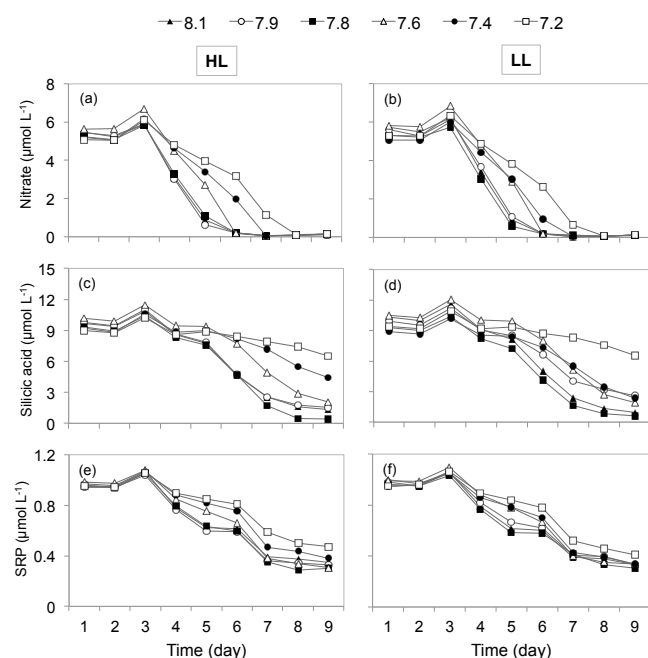 8.1 7.9 7.8 7.6 7.4 7.2
HL LL
(a) (b)
Nitrate (µmol L⁻¹)
8
6
4
2
0
(c) (d)
Silicic acid (µmol L⁻¹)
15
12
9
6
3
0
(e) (f)
SRP (µmol L⁻¹)
1.2
0.8
0.4
0
1 2 3 4 5 6 7 8 9 1 2 3 4 5 6 7 8 9
Time (day) Time (day)